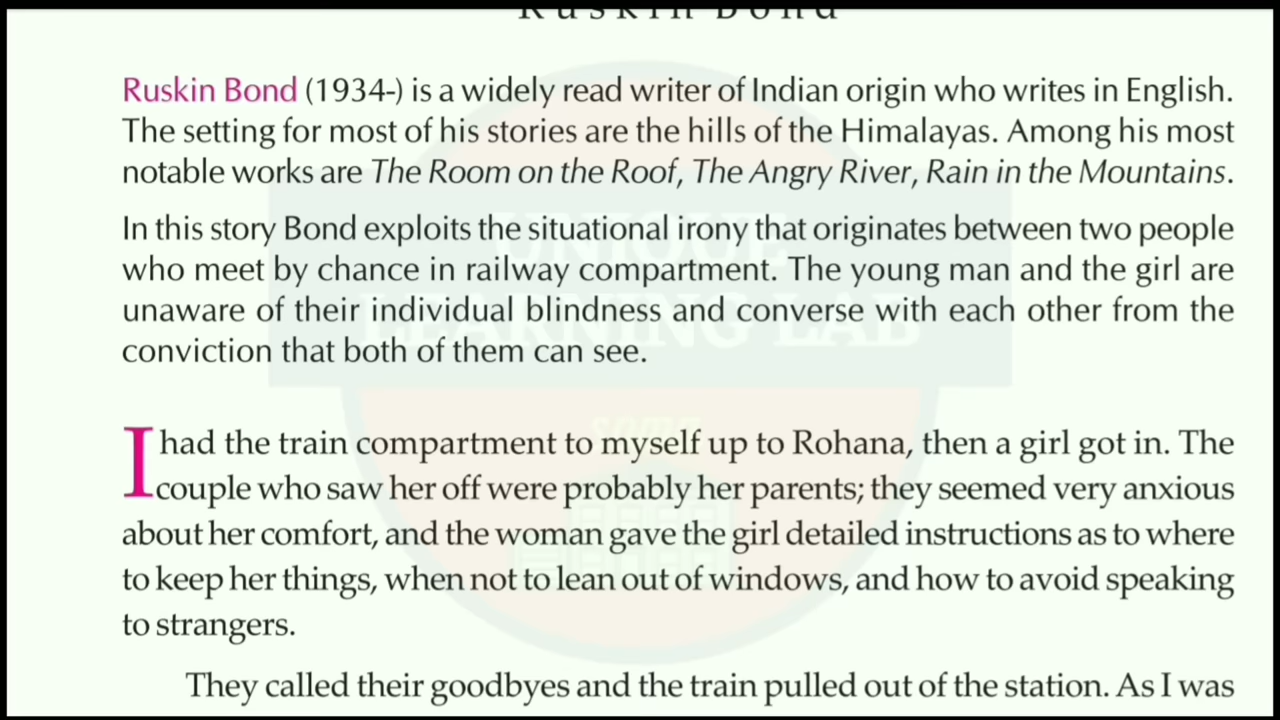 Ruskin Bond
Ruskin Bond (1934-) is a widely read writer of Indian origin who writes in English.
The setting for most of his stories are the hills of the Himalayas. Among his most
notable works are The Room on the Roof, The Angry River, Rain in the Mountains.
In this story Bond exploits the situational irony that originates between two people
who meet by chance in railway compartment. The young man and the girl are
unaware of their individual blindness and converse with each other from the
conviction that both of them can see.
I had the train compartment to myself up to Rohana, then a girl got in. The
couple who saw her off were probably her parents; they seemed very anxious
about her comfort, and the woman gave the girl detailed instructions as to where
to keep her things, when not to lean out of windows, and how to avoid speaking
to strangers.
They called their goodbyes and the train pulled out of the station. As I was
UNIQUE
LEARNING LAB